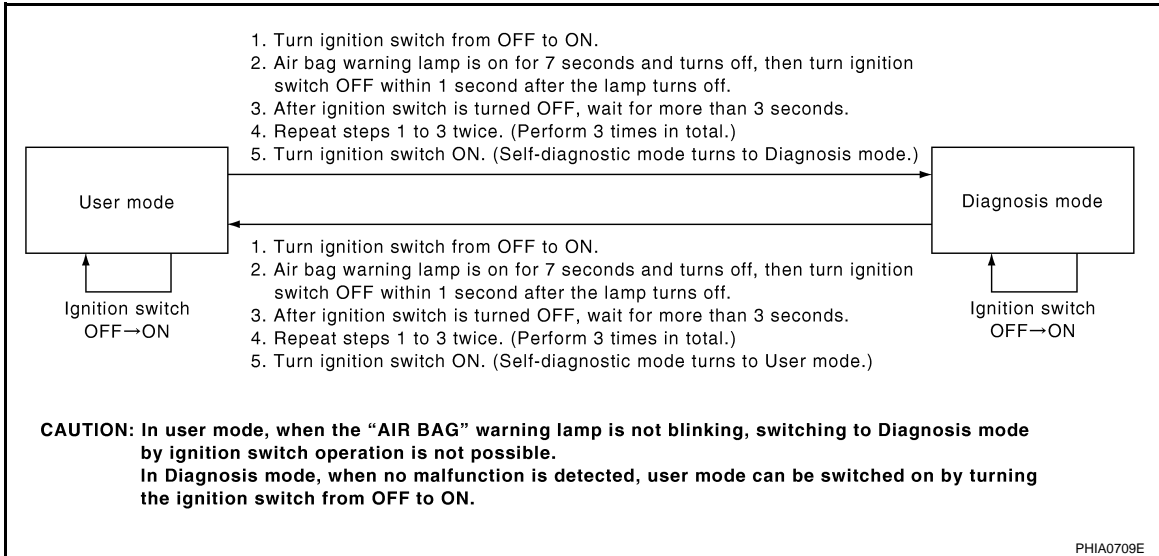 1. Turn ignition switch from OFF to ON.
2. Air bag warning lamp is on for 7 seconds and turns off, then turn ignition
switch OFF within 1 second after the lamp turns off.
3. After ignition switch is turned OFF, wait for more than 3 seconds.
4. Repeat steps 1 to 3 twice. (Perform 3 times in total.)
5. Turn ignition switch ON. (Self-diagnostic mode turns to Diagnosis mode.)
User mode
Diagnosis mode
1. Turn ignition switch from OFF to ON.
2. Air bag warning lamp is on for 7 seconds and turns off, then turn ignition
switch OFF within 1 second after the lamp turns off.
3. After ignition switch is turned OFF, wait for more than 3 seconds.
4. Repeat steps 1 to 3 twice. (Perform 3 times in total.)
5. Turn ignition switch ON. (Self-diagnostic mode turns to User mode.)
Ignition switch
OFF→ON
Ignition switch
OFF→ON
CAUTION: In user mode, when the “AIR BAG” warning lamp is not blinking, switching to Diagnosis mode
by ignition switch operation is not possible.
In Diagnosis mode, when no malfunction is detected, user mode can be switched on by turning
the ignition switch from OFF to ON.
PHIA0709E